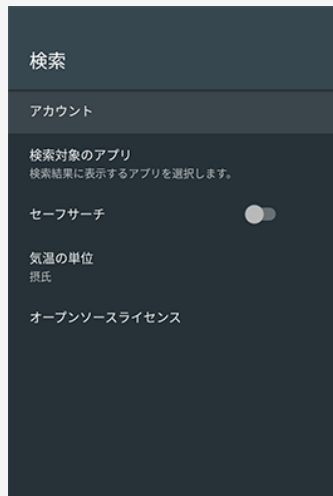 検索
アカウント
検索対象のアプリ
検索結果に表示するアプリを選択します。
セーフサーチ
気温の単位
摂氏
オープンソースライセンス